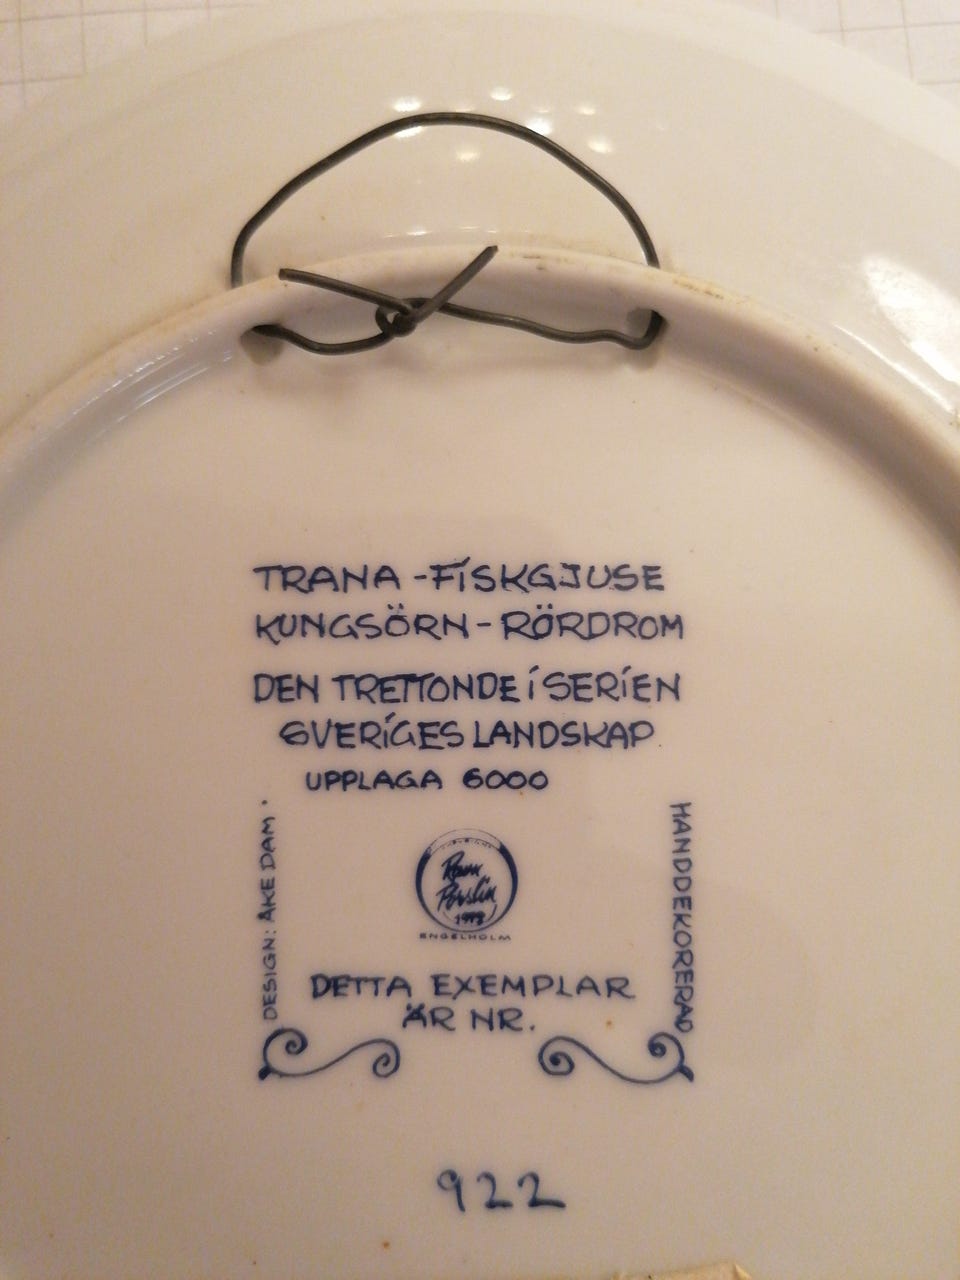 TRANA - FISKGJUSE
KUNGSÖRN - RÖRDROM
DEN TRETTONDE I SERIEN
SVERIGES LANDSKAP
UPPLAGA 6000
DESIGN: ÅKE DAM.
HANDDEKORERAD
Porslin
ENGELHOLM
DETTA EXEMPLAR
ÄR NR.
922